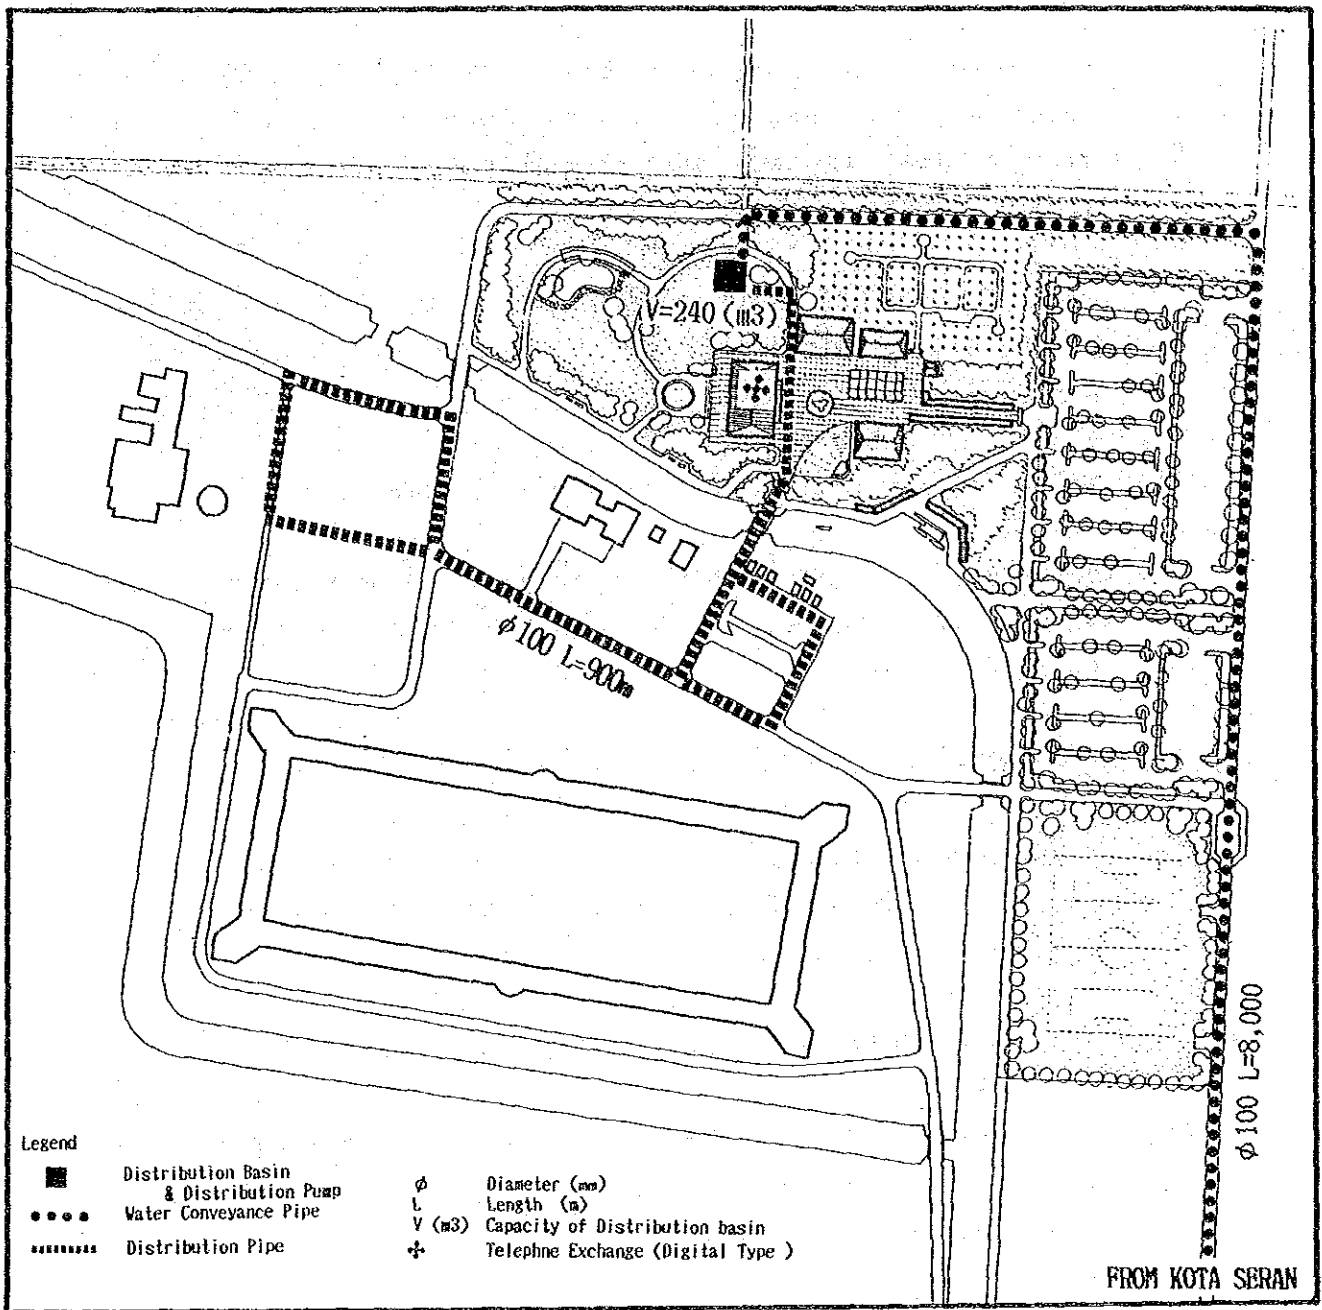 V=240 (m3)
φ100 L=900m
φ100 L=8,000
Legend
Distribution Basin
& Distribution Pump
Water Conveyance Pipe
Distribution Pipe
φ Diameter (mm)
L Length (m)
V (m3) Capacity of Distribution basin
Telephne Exchange (Digital Type )
FROM KOTA SERAN